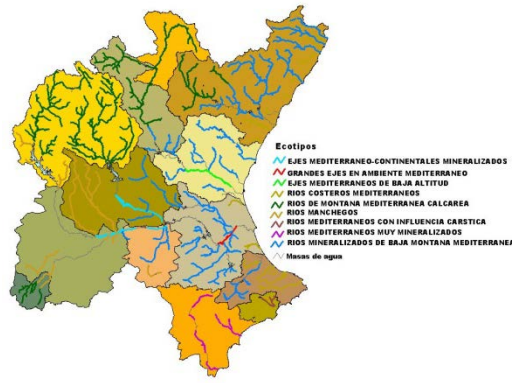 Ecotipos
EJES MEDITERRANEO-CONTINENTALES MINERALIZADOS
GRANDES EJES EN AMBIENTE MEDITERRANEO
EJES MEDITERRANEOS DE BAJA ALTITUD
RIOS COSTEROS MEDITERRANEOS
RIOS DE MONTANA MEDITERRANEA CALCAREA
RIOS MANCHEGOS
RIOS MEDITERRANEOS CON INFLUENCIA CARSTICA
RIOS MEDITERRANEOS MUY MINERALIZADOS
RIOS MINERALIZADOS DE BAJA MONTANA MEDITERRANEA
Masas de agua